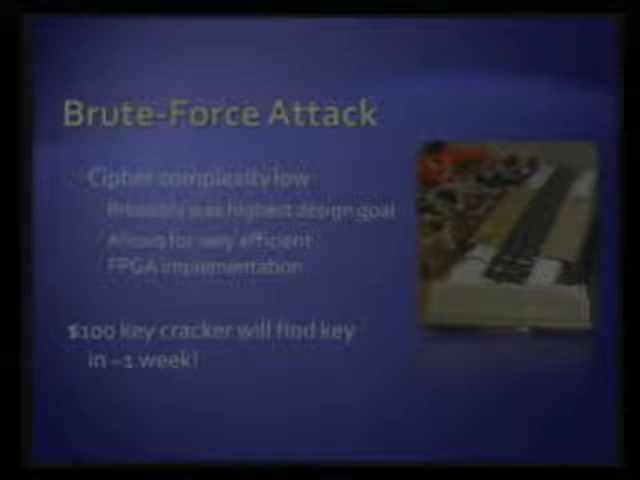 Brute-Force Attack
Cipher complexity low
Probably was highest design goal
Allows for very efficient
FPGA implementation
$100 key cracker will find key
in ~1 week!